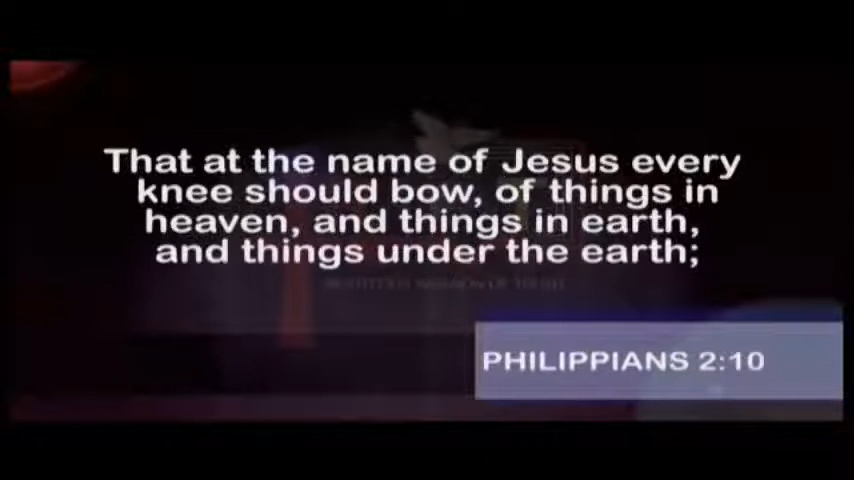 That at the name of Jesus every
knee should bow, of things in
heaven, and things in earth,
and things under the earth;
PHILIPPIANS 2:10